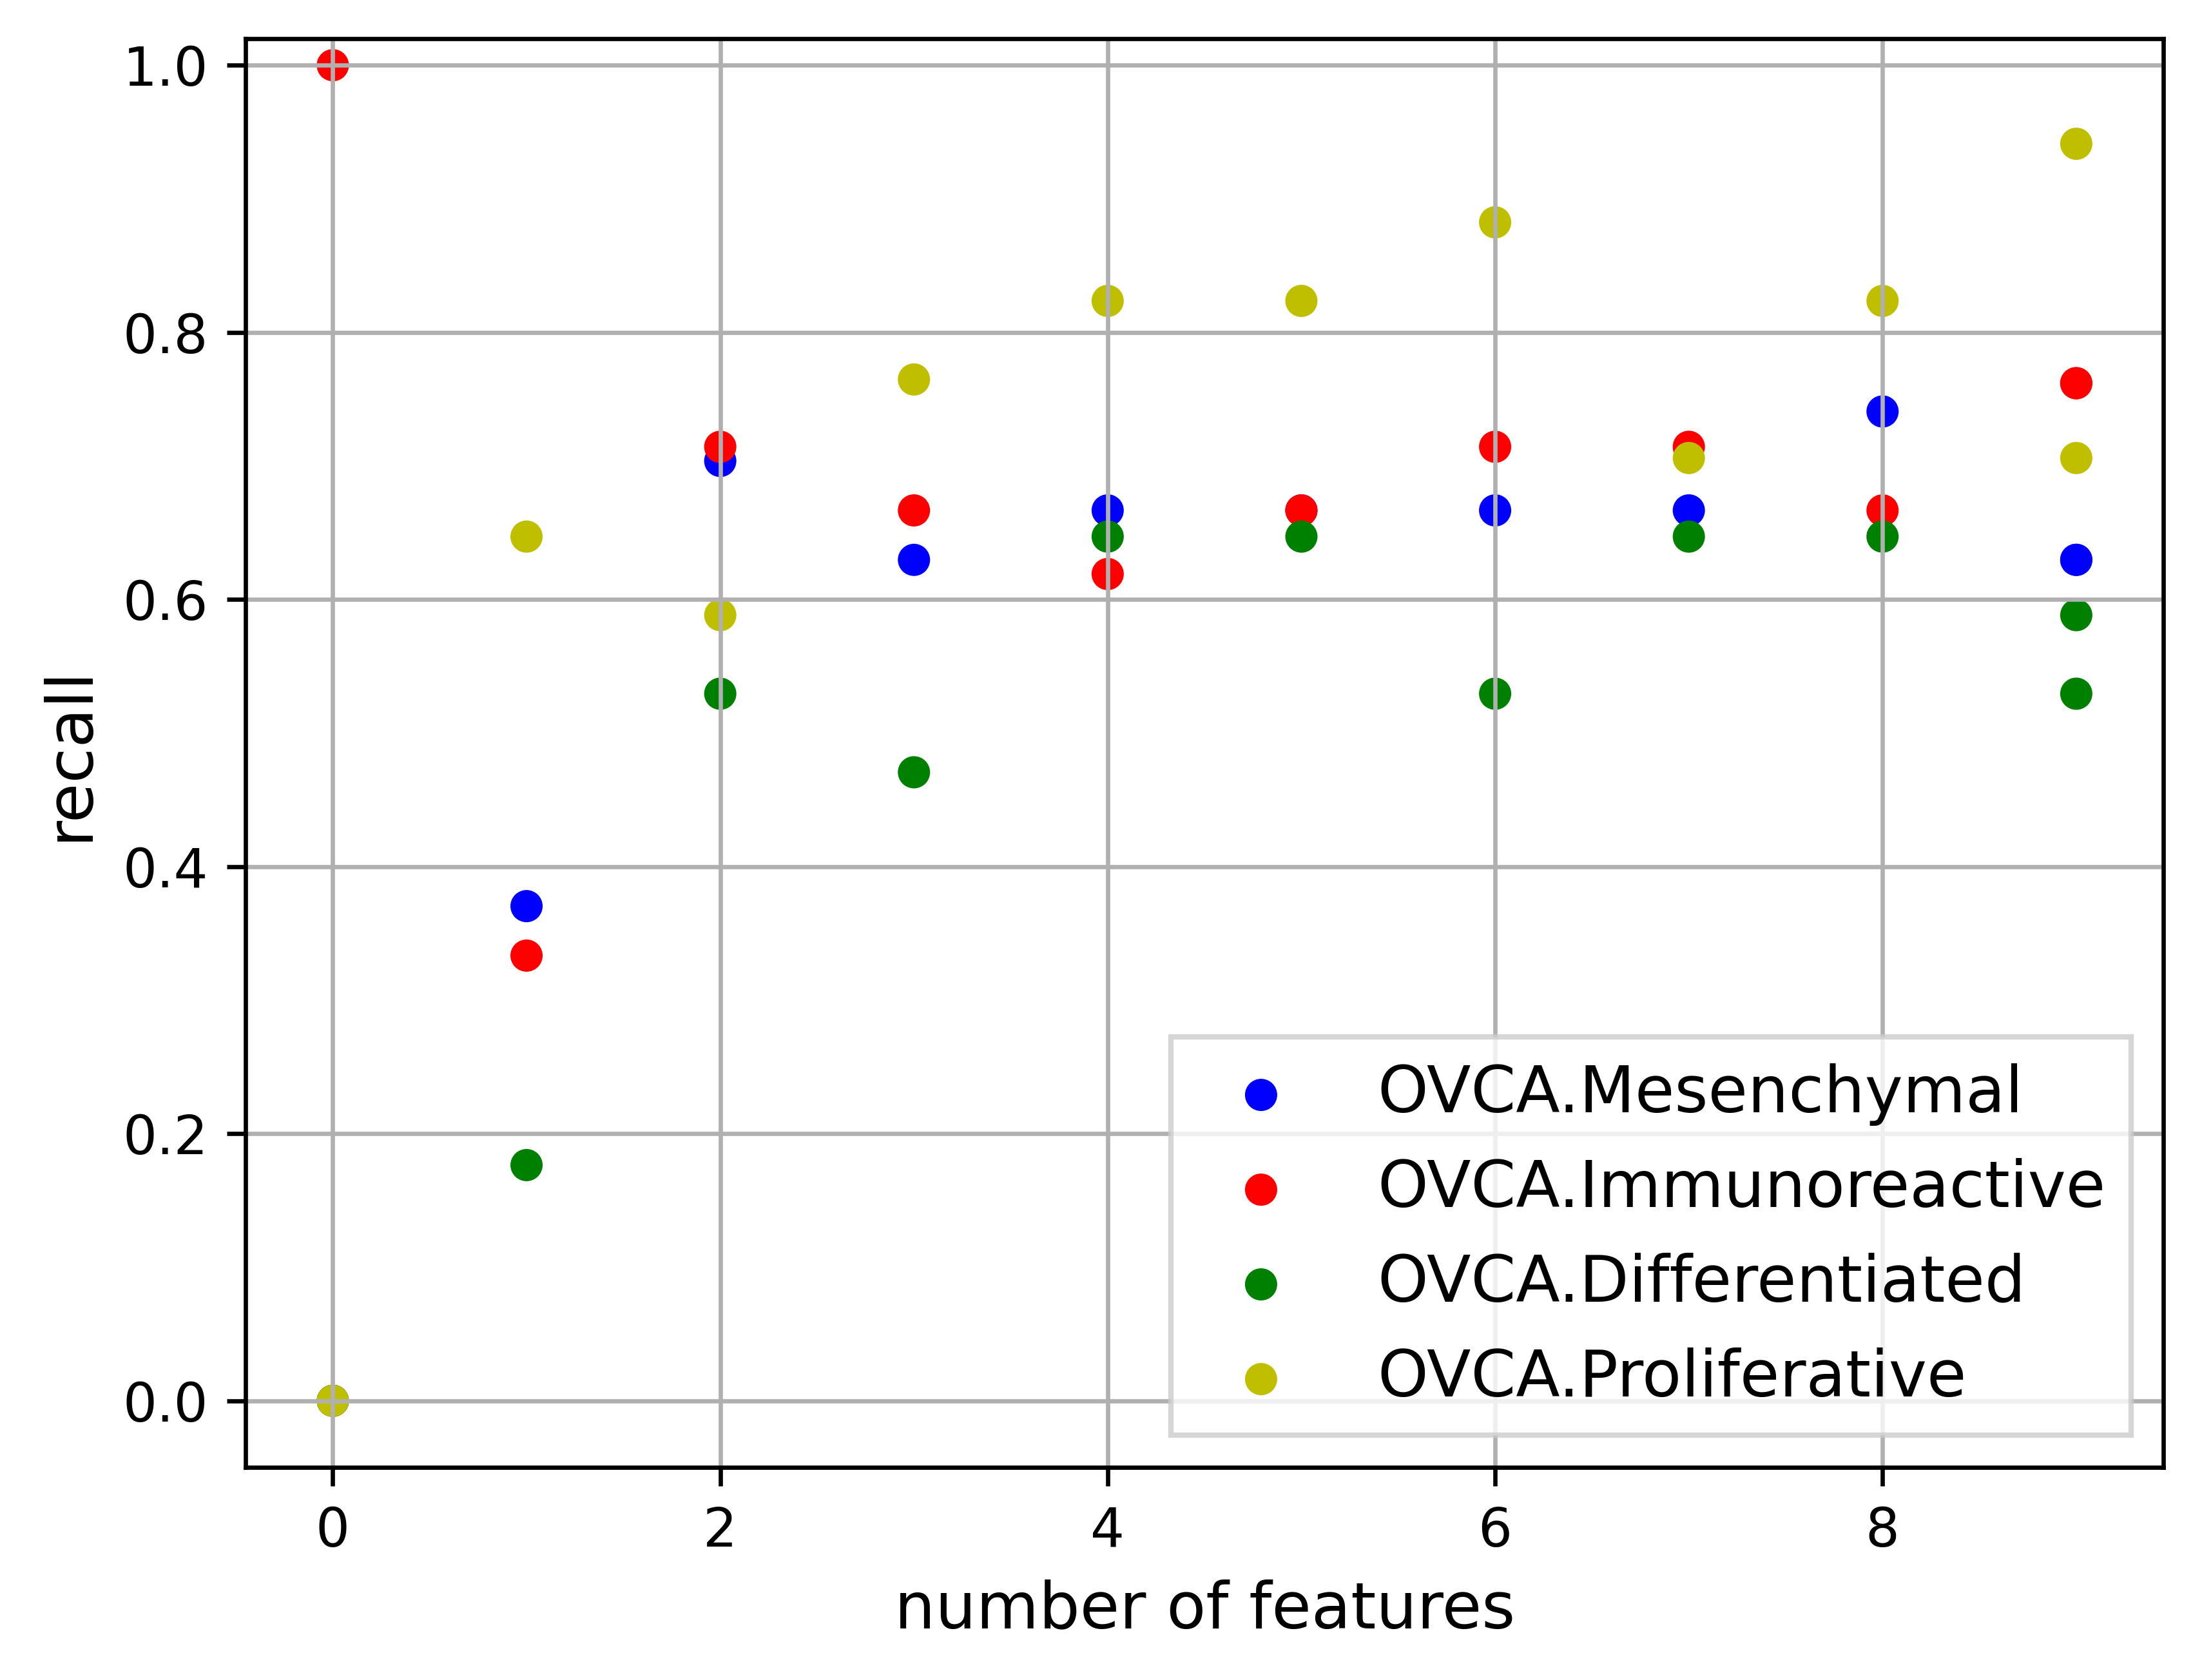 1.0
0.8
0.6
0.4
0.2
0.0
recall
0 2 4 6 8
number of features
OVCA.Mesenchymal
OVCA.Immunoreactive
OVCA.Differentiated
OVCA.Proliferative